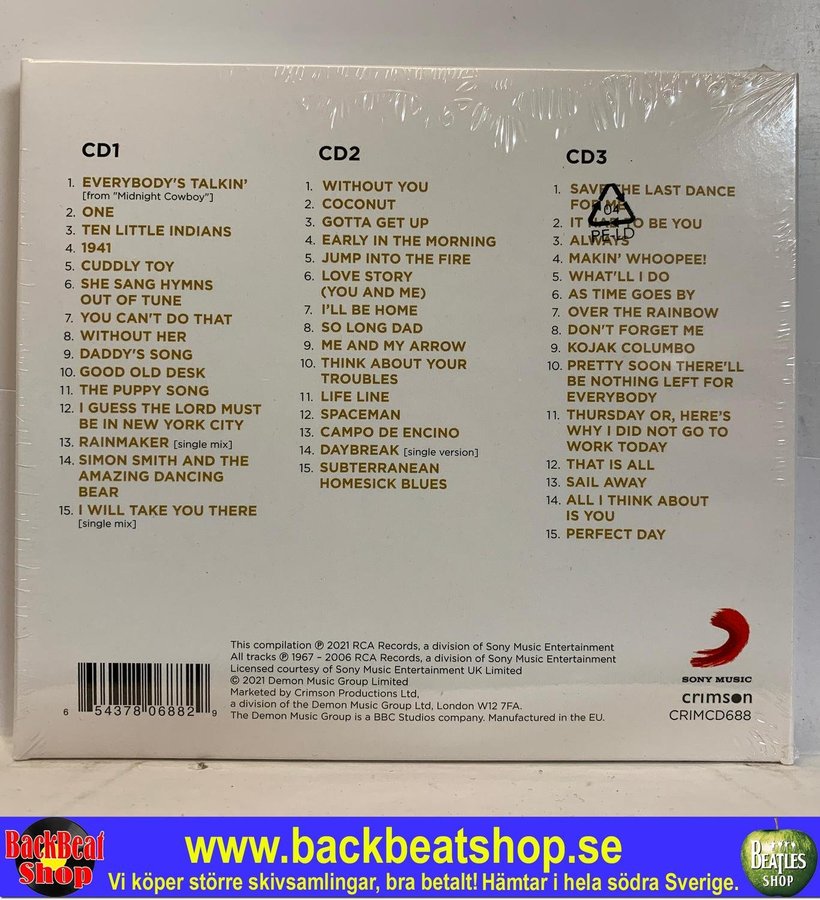 CD1
1. EVERYBODY'S TALKIN'
[from "Midnight Cowboy"]
2. ONE
3. TEN LITTLE INDIANS
4. 1941
5. CUDDLY TOY
6. SHE SANG HYMNS
OUT OF TUNE
7. YOU CAN'T DO THAT
8. WITHOUT HER
9. DADDY'S SONG
10. GOOD OLD DESK
11. THE PUPPY SONG
12. I GUESS THE LORD MUST
BE IN NEW YORK CITY
13. RAINMAKER [single mix]
14. SIMON SMITH AND THE
AMAZING DANCING
BEAR
15. I WILL TAKE YOU THERE
[single mix]
CD2
1. WITHOUT YOU
2. COCONUT
3. GOTTA GET UP
4. EARLY IN THE MORNING
5. JUMP INTO THE FIRE
6. LOVE STORY
(YOU AND ME)
7. I'LL BE HOME
8. SO LONG DAD
9. ME AND MY ARROW
10. THINK ABOUT YOUR
TROUBLES
11. LIFE LINE
12. SPACEMAN
13. CAMPO DE ENCINO
14. DAYBREAK [single version]
15. SUBTERRANEAN
HOMESICK BLUES
CD3
1. SAVE THE LAST DANCE
FOR ME
2. IT HAD TO BE YOU
3. ALWAYS
4. MAKIN' WHOOPEE!
5. WHAT'LL I DO
6. AS TIME GOES BY
7. OVER THE RAINBOW
8. DON'T FORGET ME
9. KOJAK COLUMBO
10. PRETTY SOON THERE'LL
BE NOTHING LEFT FOR
EVERYBODY
11. THURSDAY OR, HERE'S
WHY I DID NOT GO TO
WORK TODAY
12. THAT IS ALL
13. SAIL AWAY
14. ALL I THINK ABOUT
IS YOU
15. PERFECT DAY
04
PE-LD
6 54378 06882 9
This compilation ℗ 2021 RCA Records, a division of Sony Music Entertainment
All tracks ℗ 1967 – 2006 RCA Records, a division of Sony Music Entertainment
Licensed courtesy of Sony Music Entertainment UK Limited
© 2021 Demon Music Group Limited
Marketed by Crimson Productions Ltd,
a division of the Demon Music Group Ltd, London W12 7FA.
The Demon Music Group is a BBC Studios company. Manufactured in the EU.
SONY MUSIC
crimson
CRIMCD688
BackBeat
Shop
www.backbeatshop.se
Vi köper större skivsamlingar, bra betalt! Hämtar i hela södra Sverige.
BEATLES
SHOP